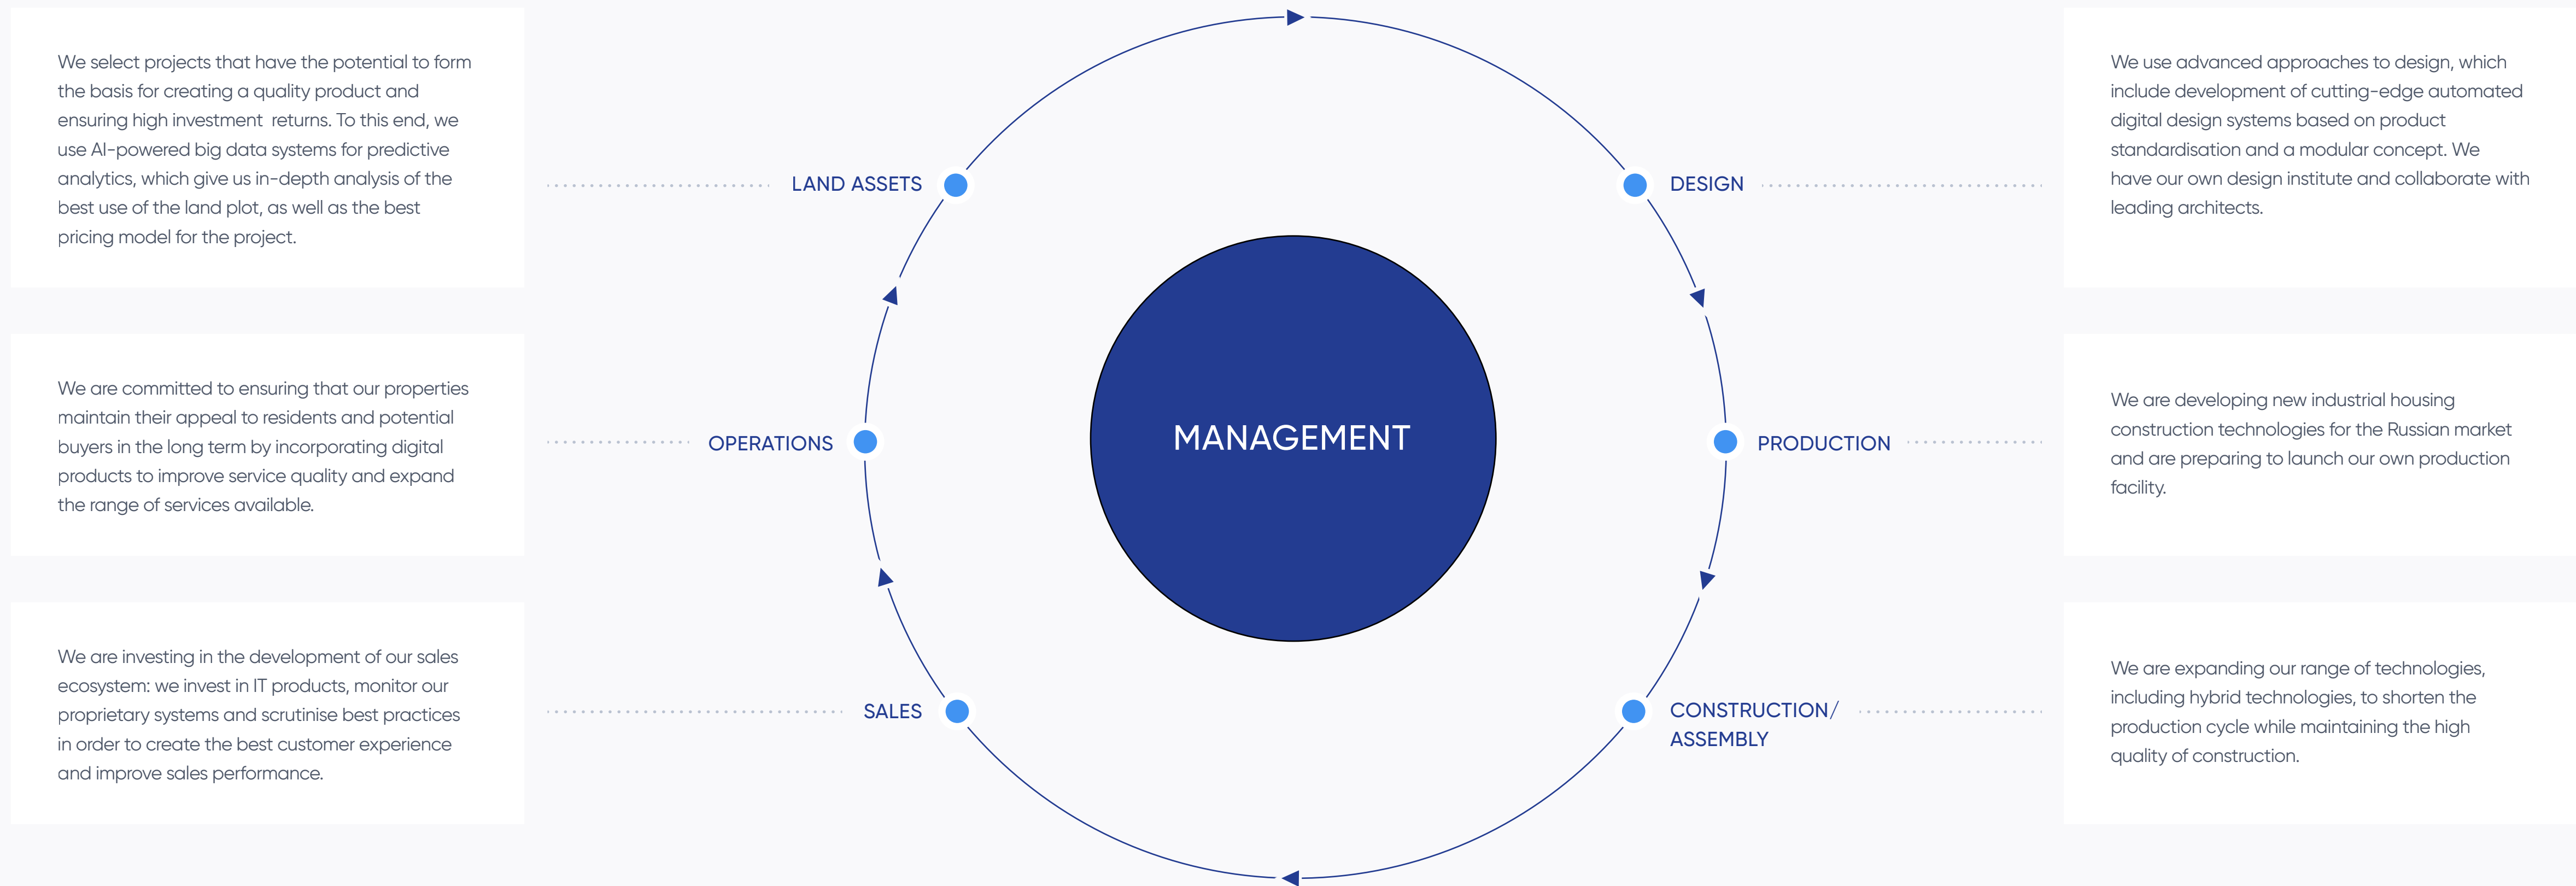 We select projects that have the potential to form
the basis for creating a quality product and
ensuring high investment returns. To this end, we
use AI-powered big data systems for predictive
analytics, which give us in-depth analysis of the
best use of the land plot, as well as the best
pricing model for the project.
LAND ASSETS
We are committed to ensuring that our properties
maintain their appeal to residents and potential
buyers in the long term by incorporating digital
products to improve service quality and expand
the range of services available.
OPERATIONS
We are investing in the development of our sales
ecosystem: we invest in IT products, monitor our
proprietary systems and scrutinise best practices
in order to create the best customer experience
and improve sales performance.
SALES
MANAGEMENT
DESIGN
We use advanced approaches to design, which
include development of cutting-edge automated
digital design systems based on product
standardisation and a modular concept. We
have our own design institute and collaborate with
leading architects.
PRODUCTION
We are developing new industrial housing
construction technologies for the Russian market
and are preparing to launch our own production
facility.
CONSTRUCTION/
ASSEMBLY
We are expanding our range of technologies,
including hybrid technologies, to shorten the
production cycle while maintaining the high
quality of construction.